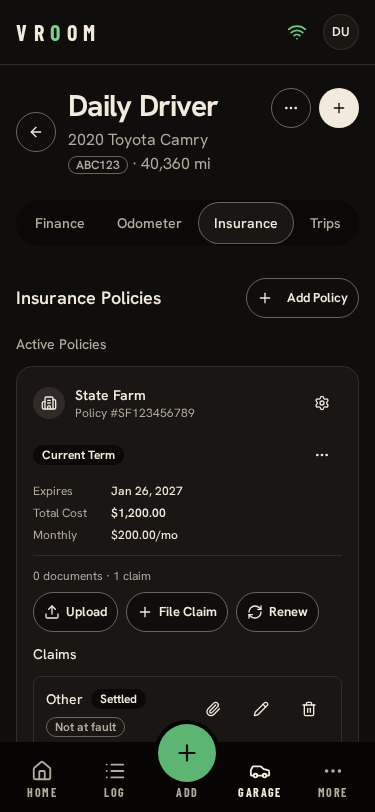 VROOM
DU
Daily Driver
2020 Toyota Camry
ABC123 · 40,360 mi
Finance Odometer Insurance Trips
Insurance Policies
Add Policy
Active Policies
State Farm
Policy #SF123456789
Current Term
Expires Jan 26, 2027
Total Cost $1,200.00
Monthly $200.00/mo
0 documents · 1 claim
Upload File Claim Renew
Claims
Other Settled
Not at fault
HOME LOG ADD GARAGE MORE